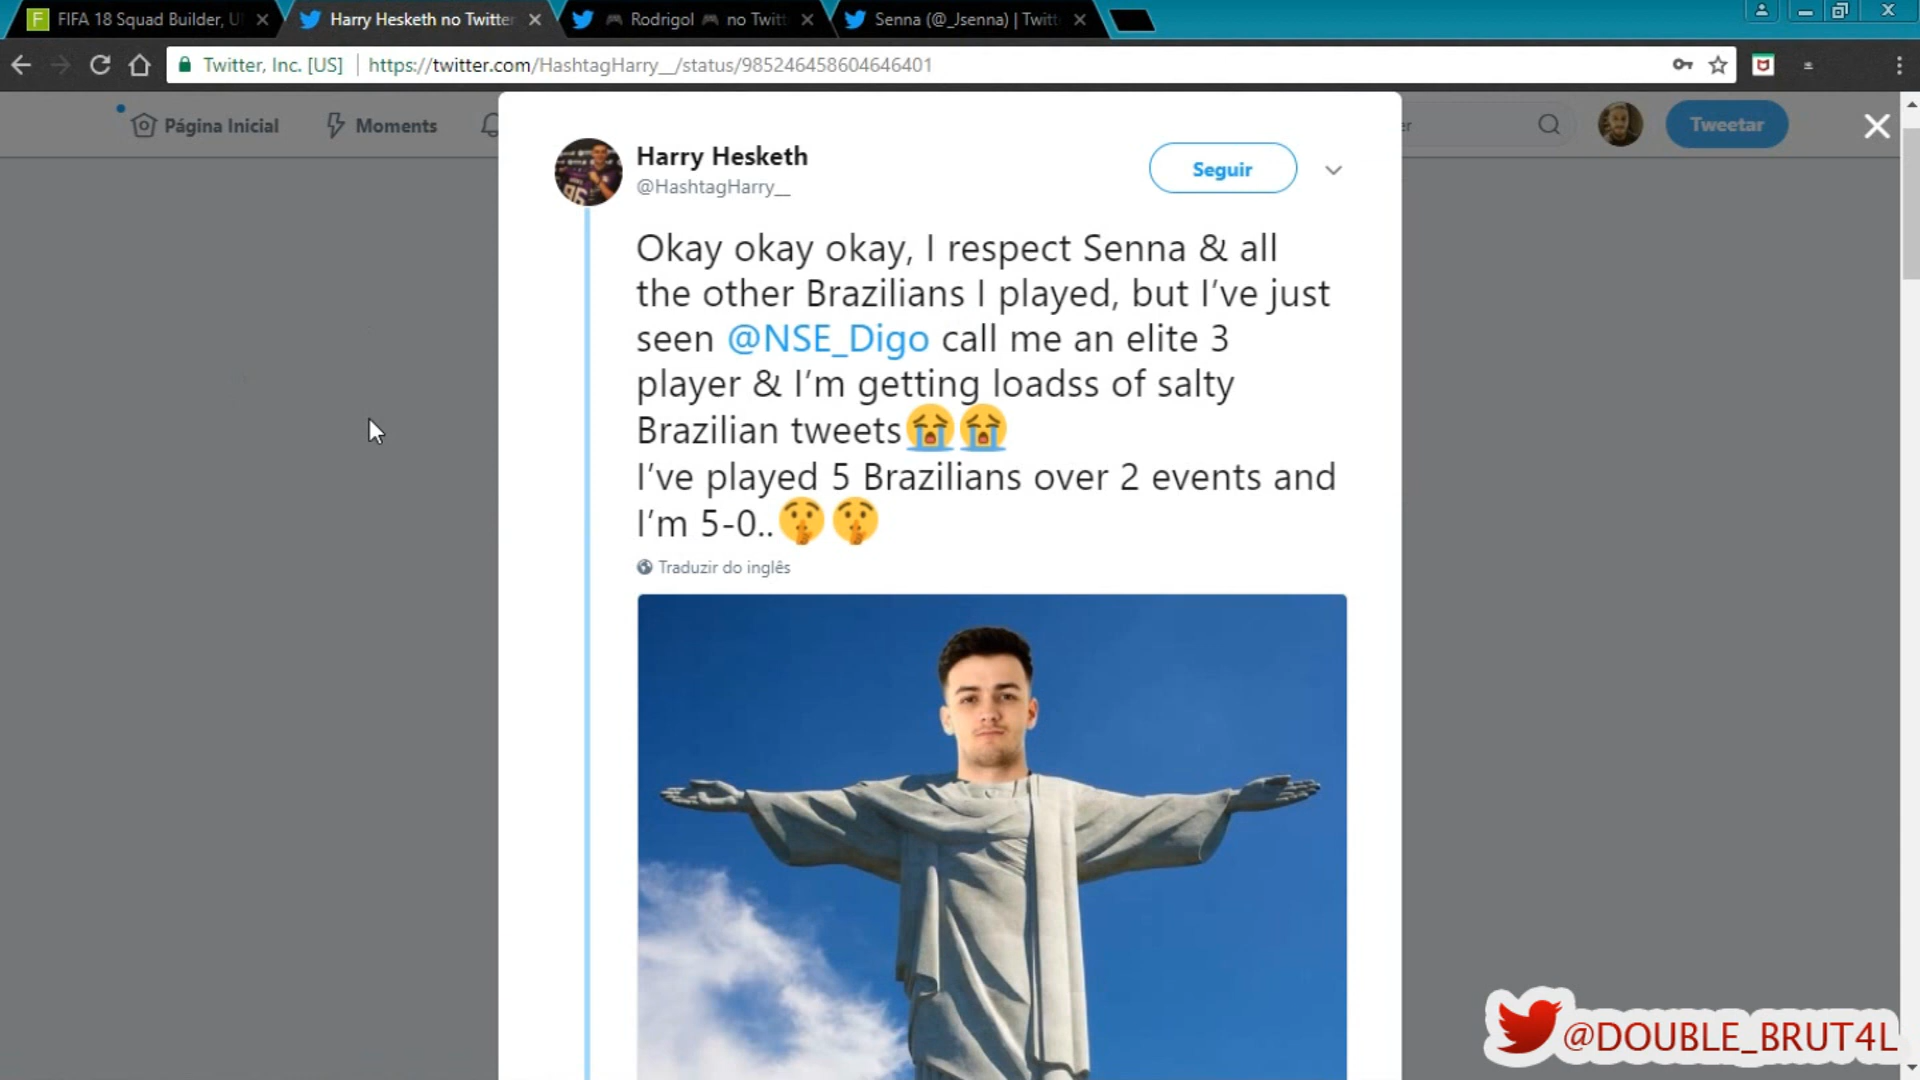 FIFA 18 Squad Builder, U
Harry Hesketh no Twitter
Rodrigol no Twit
Senna (@_Jsenna) | Twitt
Twitter, Inc. [US] https://twitter.com/HashtagHarry__/status/985246458604646401
Página Inicial Moments
er
Tweetar
Harry Hesketh
@HashtagHarry__
Seguir
Okay okay okay, I respect Senna & all
the other Brazilians I played, but I've just
seen @NSE_Digo call me an elite 3
player & I'm getting loadss of salty
Brazilian tweets😭😭
I've played 5 Brazilians over 2 events and
I'm 5-0..🤫🤫
Traduzir do inglês
@DOUBLE_BRUT4L